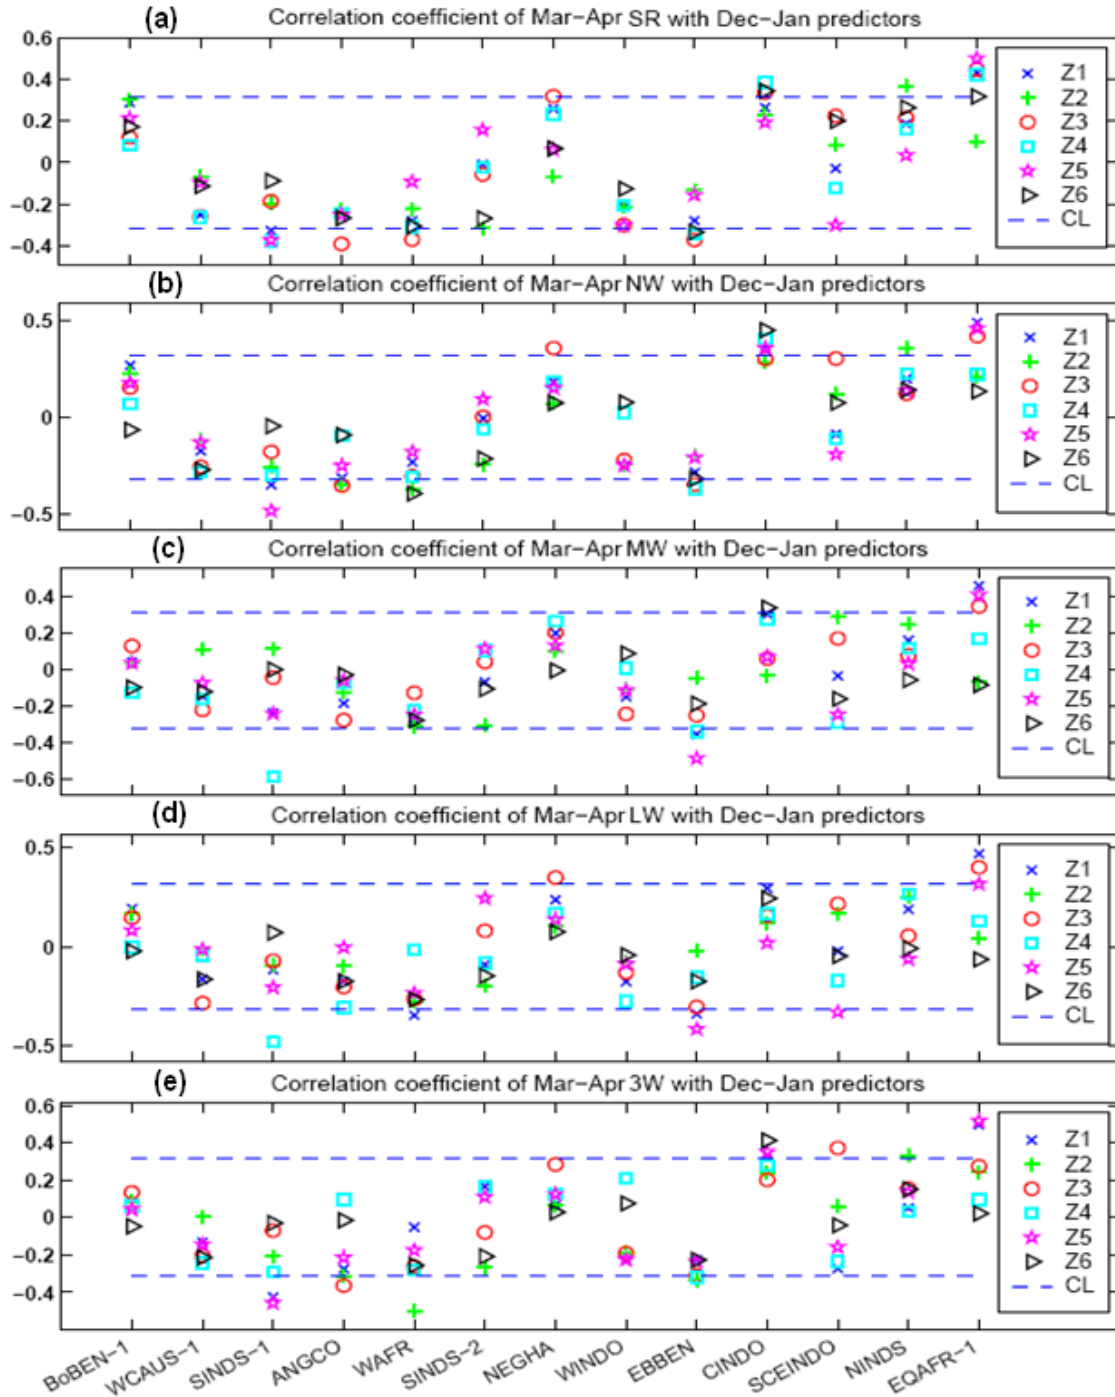 (a) Correlation coefficient of Mar-Apr SR with Dec-Jan predictors
0.6
0.4
0.2
0
-0.2
-0.4
Z1
Z2
Z3
Z4
Z5
Z6
CL
(b) Correlation coefficient of Mar-Apr NW with Dec-Jan predictors
0.5
0
-0.5
Z1
Z2
Z3
Z4
Z5
Z6
CL
(c) Correlation coefficient of Mar-Apr MW with Dec-Jan predictors
0.4
0.2
0
-0.2
-0.4
-0.6
Z1
Z2
Z3
Z4
Z5
Z6
CL
(d) Correlation coefficient of Mar-Apr LW with Dec-Jan predictors
0.5
0
-0.5
Z1
Z2
Z3
Z4
Z5
Z6
CL
(e) Correlation coefficient of Mar-Apr 3W with Dec-Jan predictors
0.6
0.4
0.2
0
-0.2
-0.4
Z1
Z2
Z3
Z4
Z5
Z6
CL
BoBEN-1
WCAUS-1
SINDS-1
ANGCO
WAFR
SINDS-2
NEGHA
WINDO
EBBEN
CINDO
SCEINDO
NINDS
EQAFR-1